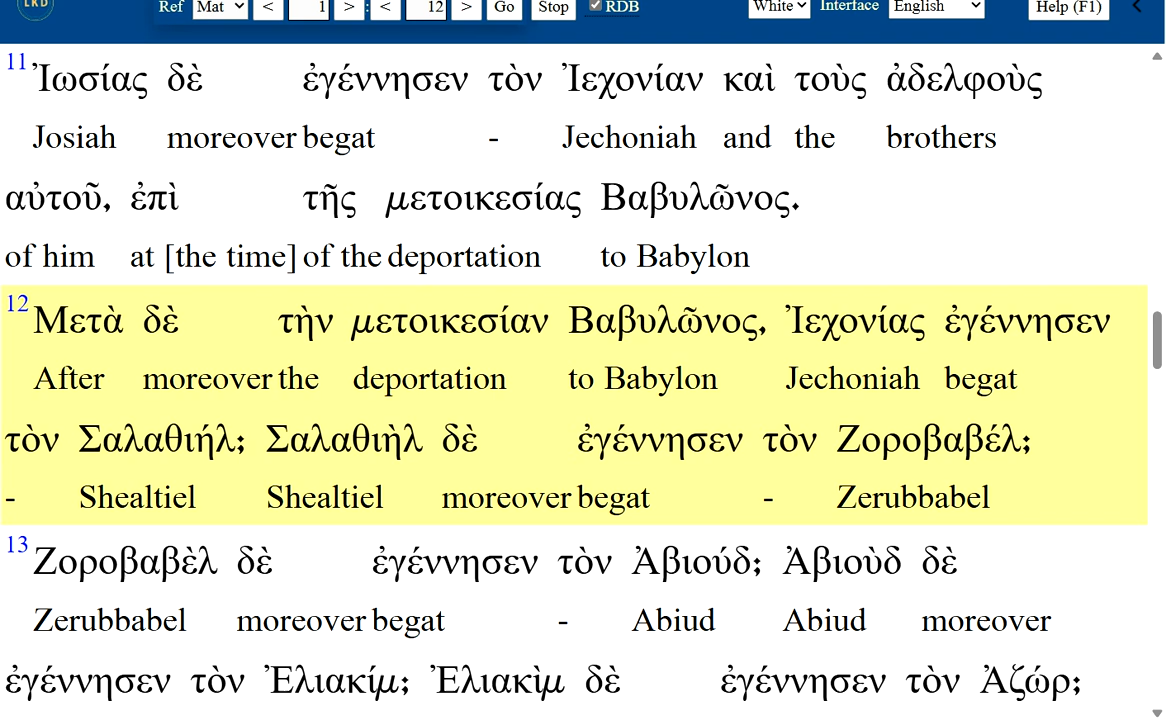 LKD Ref Mat < 1 > : < 12 > Go Stop RDB White Interface English Help (F1) <
11 Ἰωσίας δὲ ἐγέννησεν τὸν Ἰεχονίαν καὶ τοὺς ἀδελφοὺς
Josiah moreover begat - Jechoniah and the brothers
αὐτοῦ, ἐπὶ τῆς μετοικεσίας Βαβυλῶνος.
of him at [the time] of the deportation to Babylon
12 Μετὰ δὲ τὴν μετοικεσίαν Βαβυλῶνος, Ἰεχονίας ἐγέννησεν
After moreover the deportation to Babylon Jechoniah begat
τὸν Σαλαθιήλ; Σαλαθιὴλ δὲ ἐγέννησεν τὸν Ζοροβαβέλ;
- Shealtiel Shealtiel moreover begat - Zerubbabel
13 Ζοροβαβὲλ δὲ ἐγέννησεν τὸν Ἀβιούδ; Ἀβιοὺδ δὲ
Zerubbabel moreover begat - Abiud Abiud moreover
ἐγέννησεν τὸν Ἐλιακίμ; Ἐλιακὶμ δὲ ἐγέννησεν τὸν Ἀζώρ;